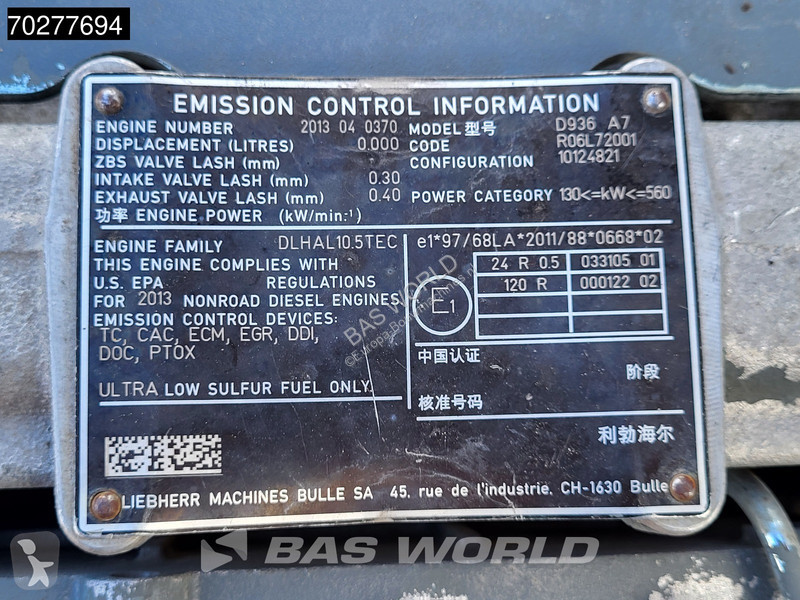 70277694
EMISSION CONTROL INFORMATION
ENGINE NUMBER 2013 04 0370 MODEL型号 D936 A7
DISPLACEMENT (LITRES) 0.000 CODE R06L72001
ZBS VALVE LASH (mm) CONFIGURATION 10124821
INTAKE VALVE LASH (mm) 0.30
EXHAUST VALVE LASH (mm) 0.40 POWER CATEGORY 130<=kW<=560
功率 ENGINE POWER (kW/min-¹)
ENGINE FAMILY DLHAL10.5TEC e1*97/68LA*2011/88*0668*02
THIS ENGINE COMPLIES WITH 24 R 0.5 033105 01
U.S. EPA REGULATIONS 120 R 000122 02
FOR 2013 NONROAD DIESEL ENGINES E1
EMISSION CONTROL DEVICES:
TC, CAC, ECM, EGR, DDI,
DOC, PTOX 中国认证
阶段
ULTRA LOW SULFUR FUEL ONLY 核准号码
利勃海尔
LIEBHERR MACHINES BULLE SA 45, rue de l'industrie, CH-1630 Bulle
BAS WORLD
BAS WORLD